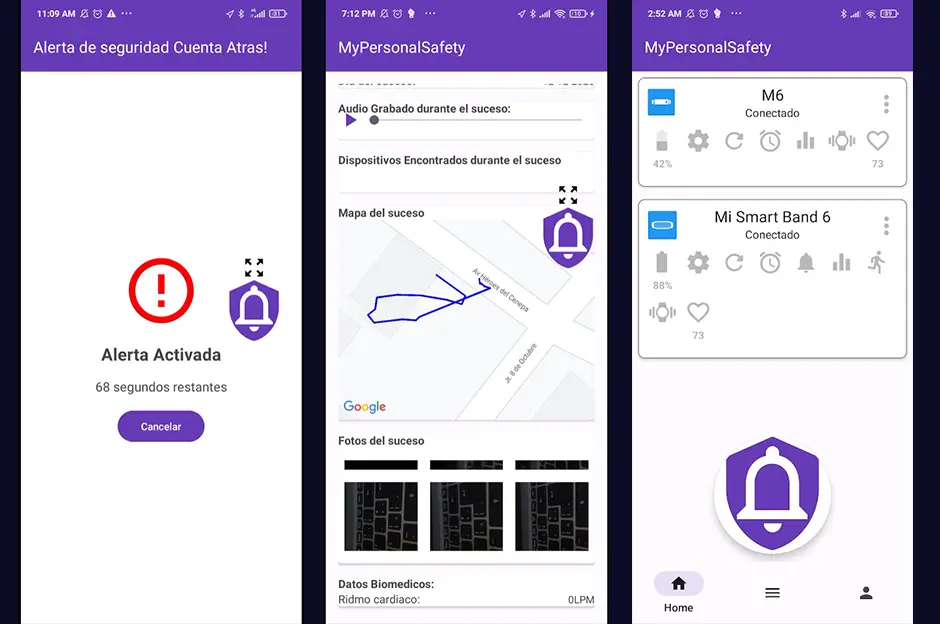 11:09 AM
81
Alerta de seguridad Cuenta Atras!
Alerta Activada
68 segundos restantes
Cancelar
7:12 PM
10
MyPersonalSafety
Audio Grabado durante el suceso:
Dispositivos Encontrados durante el suceso
Mapa del suceso
Av Héroes del Cenepa
Jr. 8 de Octubre
Google
Fotos del suceso
Datos Biomedicos:
Ridmo cardiaco: 0LPM
2:52 AM
89
MyPersonalSafety
M6
Conectado
42%
73
Mi Smart Band 6
Conectado
88%
73
Home